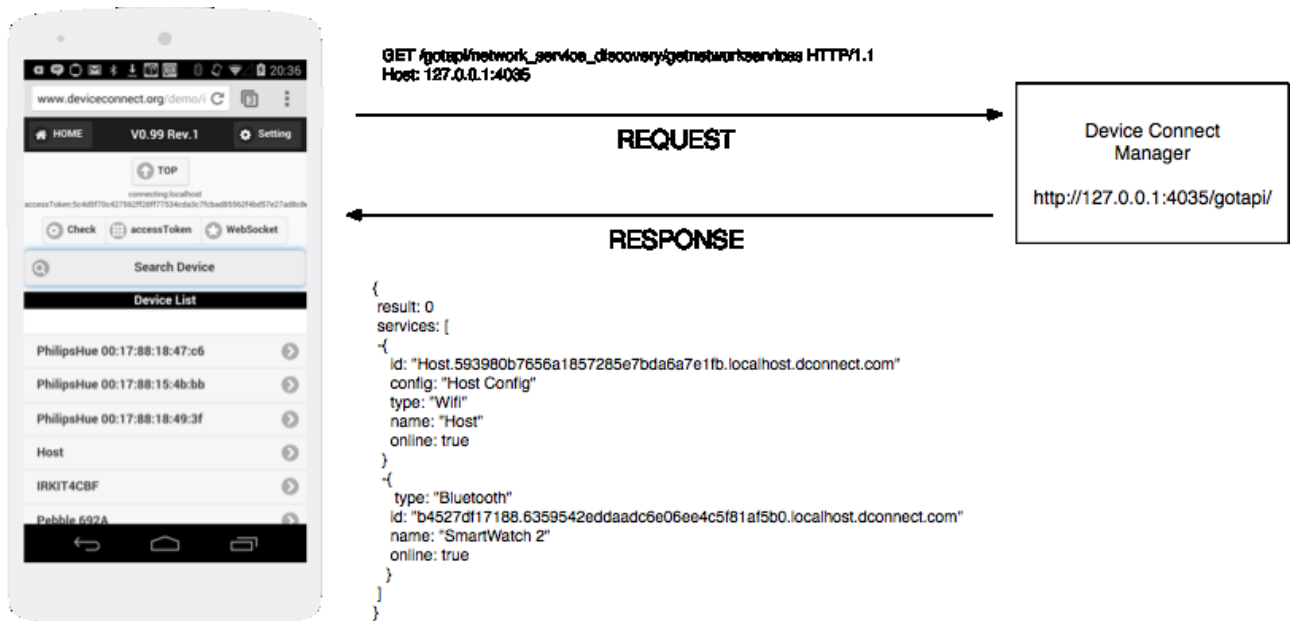 20:36
www.deviceconnect.org/demo/i
HOME V0.99 Rev.1 Setting
TOP
connecting:localhost
Check accessToken WebSocket
Search Device
Device List
PhilipsHue 00:17:88:18:47:c6
PhilipsHue 00:17:88:15:4b:bb
PhilipsHue 00:17:88:18:49:3f
Host
IRKIT4CBF
Pebble 692A
GET /gotapi/network_service_discovery/getnetworkservices HTTP/1.1
Host: 127.0.0.1:4035
REQUEST
RESPONSE
Device Connect
Manager
http://127.0.0.1:4035/gotapi/
{
result: 0
services: [
-{
id: "Host.593980b7656a1857285e7bda6a7e1fb.localhost.dconnect.com"
config: "Host Config"
type: "Wifi"
name: "Host"
online: true
}
-{
type: "Bluetooth"
id: "b4527df17188.6359542eddaadc6e06ee4c5f81af5b0.localhost.dconnect.com"
name: "SmartWatch 2"
online: true
}
]
}